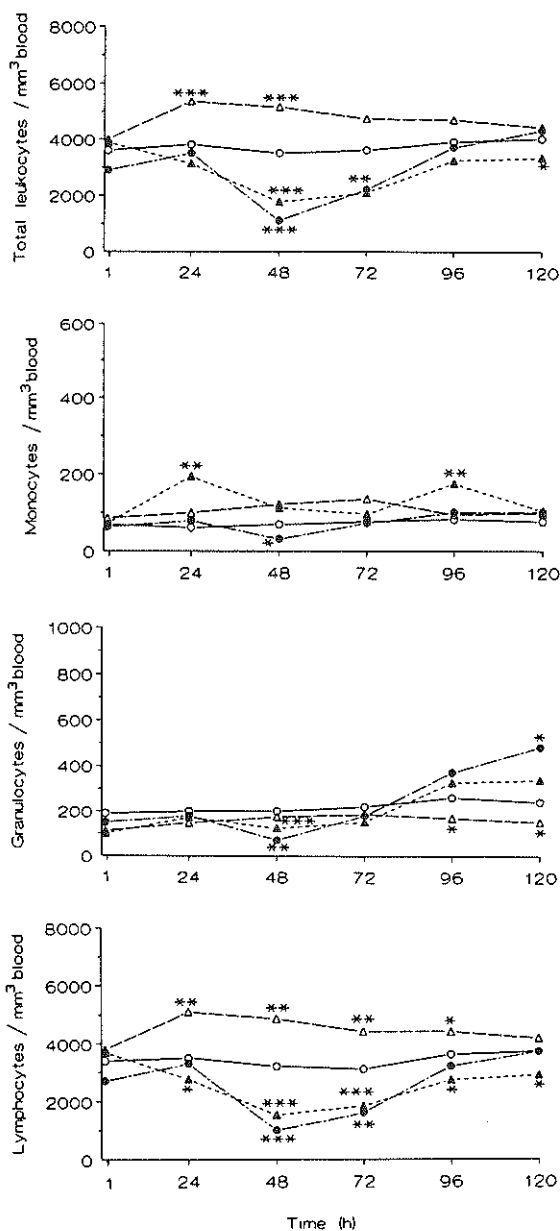 Total leukocytes / mm³ blood
8000
6000
*** ***
4000
**
*** *
2000
***
0
1 24 48 72 96 120
Monocytes / mm³ blood
600
400
200
** **
*
0
1 24 48 72 96 120
Granulocytes / mm³ blood
1000
800
600
*
400
200
***
** * *
0
1 24 48 72 96 120
Lymphocytes / mm³ blood
8000
6000
** ** ** *
4000
* *** *** * *
2000
*** **
0
1 24 48 72 96 120
Time (h)